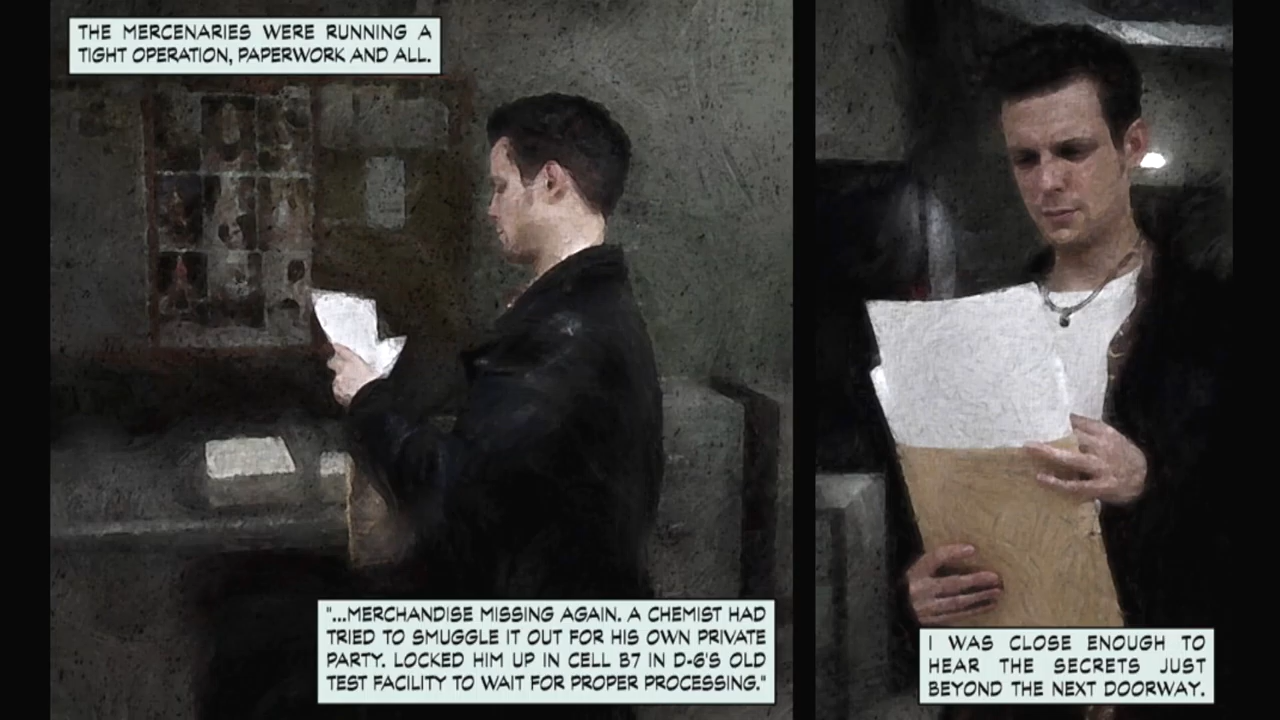 THE MERCENARIES WERE RUNNING A
TIGHT OPERATION, PAPERWORK AND ALL.
"...MERCHANDISE MISSING AGAIN. A CHEMIST HAD
TRIED TO SMUGGLE IT OUT FOR HIS OWN PRIVATE
PARTY. LOCKED HIM UP IN CELL B7 IN D-6'S OLD
TEST FACILITY TO WAIT FOR PROPER PROCESSING."
I WAS CLOSE ENOUGH TO
HEAR THE SECRETS JUST
BEYOND THE NEXT DOORWAY.